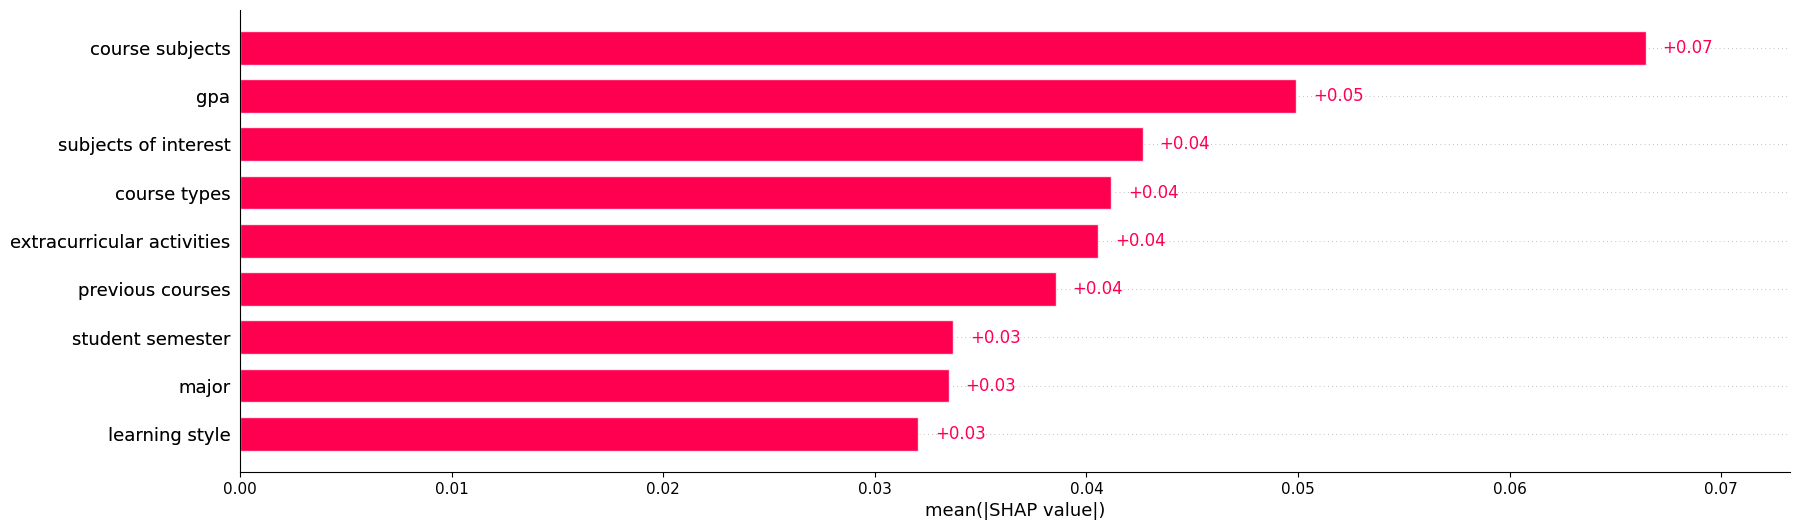 course subjects +0.07
gpa +0.05
subjects of interest +0.04
course types +0.04
extracurricular activities +0.04
previous courses +0.04
student semester +0.03
major +0.03
learning style +0.03
0.00 0.01 0.02 0.03 0.04 0.05 0.06 0.07
mean(|SHAP value|)